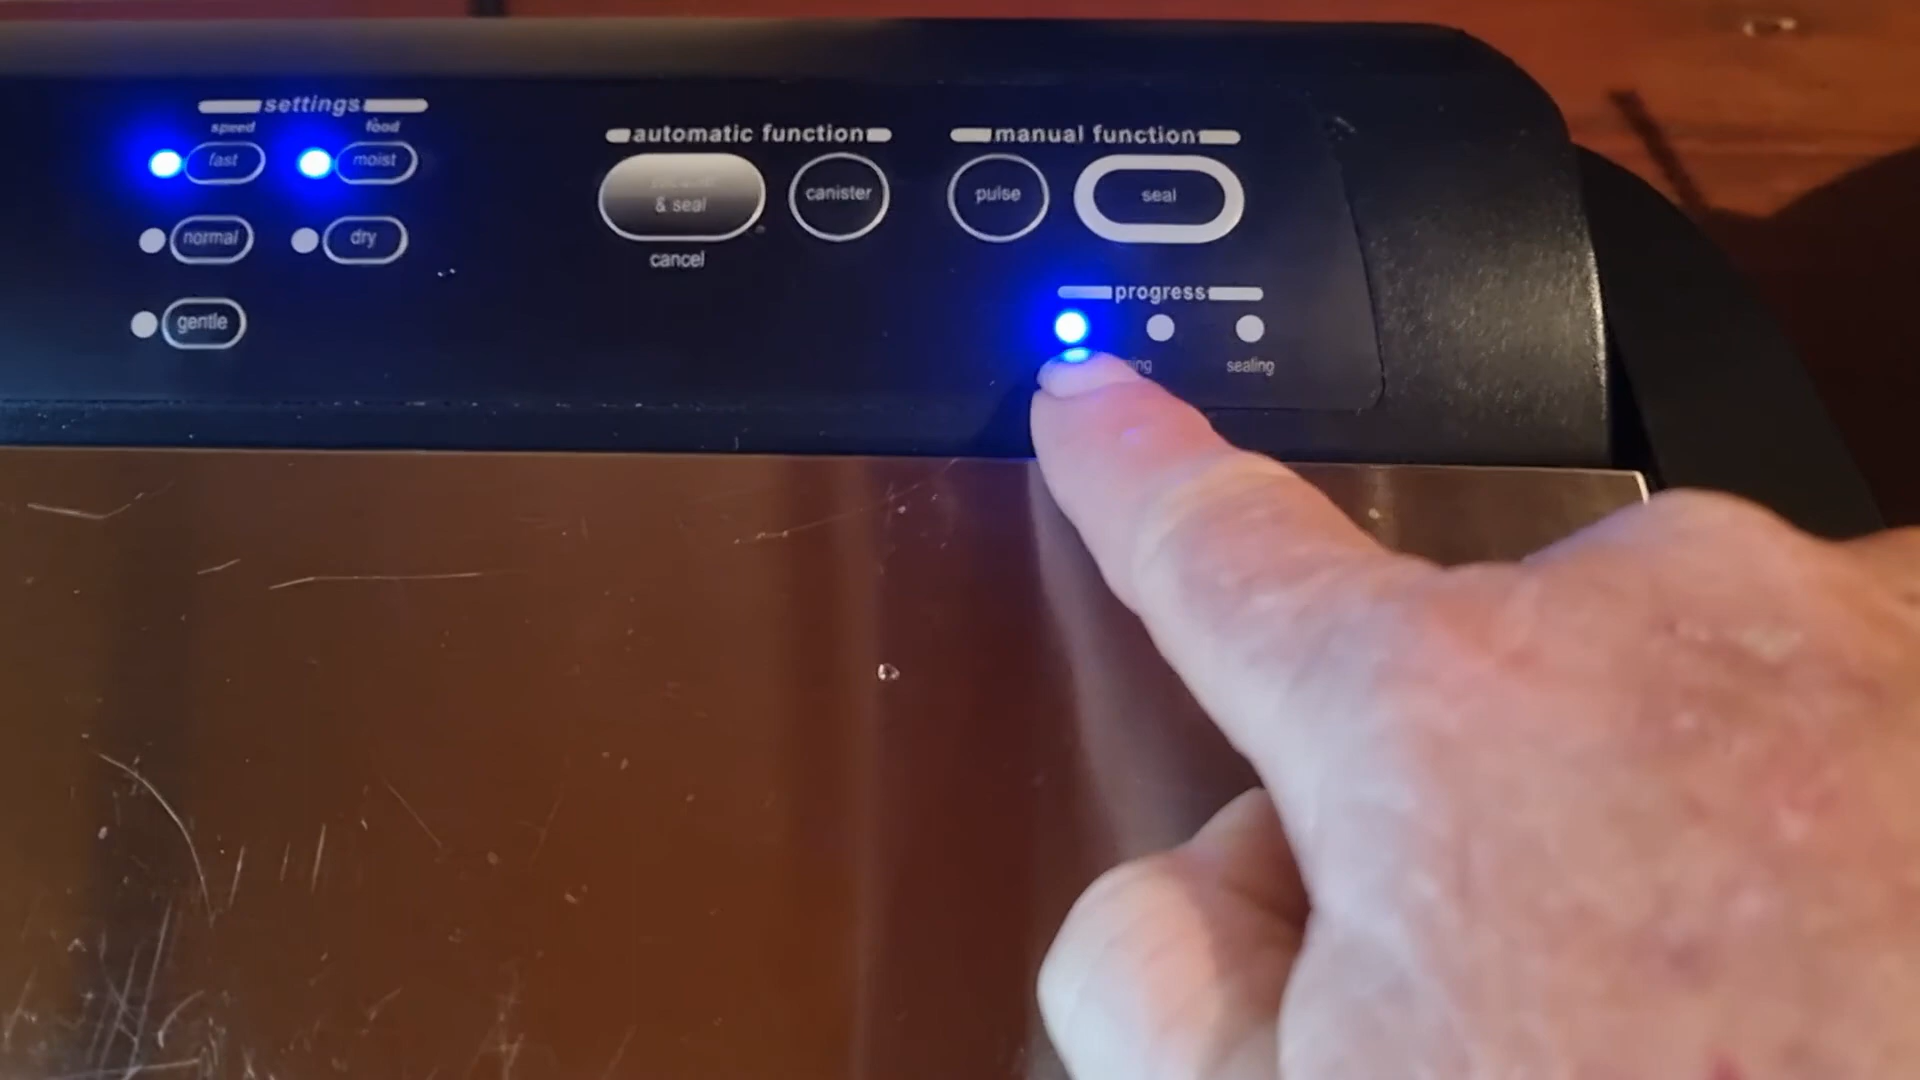 settings
speed food
fast moist
normal dry
gentle
automatic function
& seal canister
cancel
manual function
pulse seal
progress
sealing